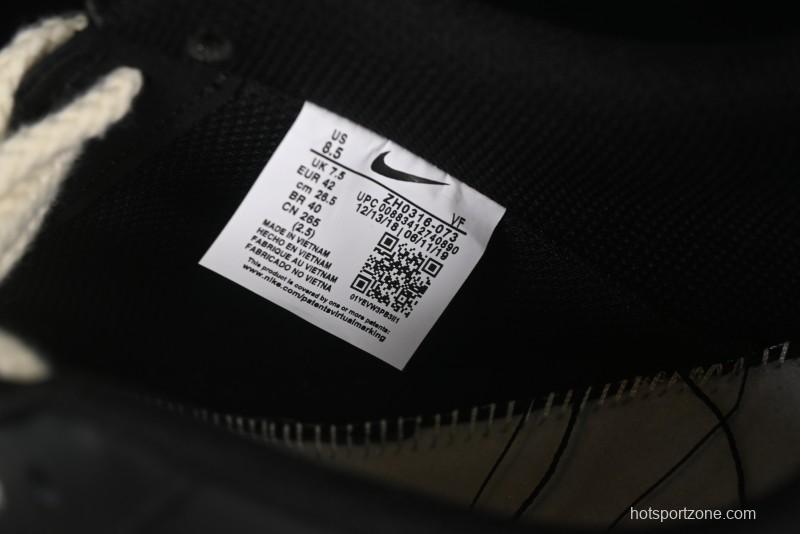 US
8.5
UK 7.5
EUR 42
cm 26.5
BR 40
CN 265
(2.5)
MADE IN VIETNAM
HECHO EN VIETNAM
FABRIQUE AU VIETNAM
FABRICADO NO VIETNA
This product is covered by one or more patents:
www.nike.com/patentsvirtualmarking
ZH0316-073 VF
UPC 00883412740890
12/13/18 | 06/11/19
01YEVW3PB3II1
hotsportzone.com